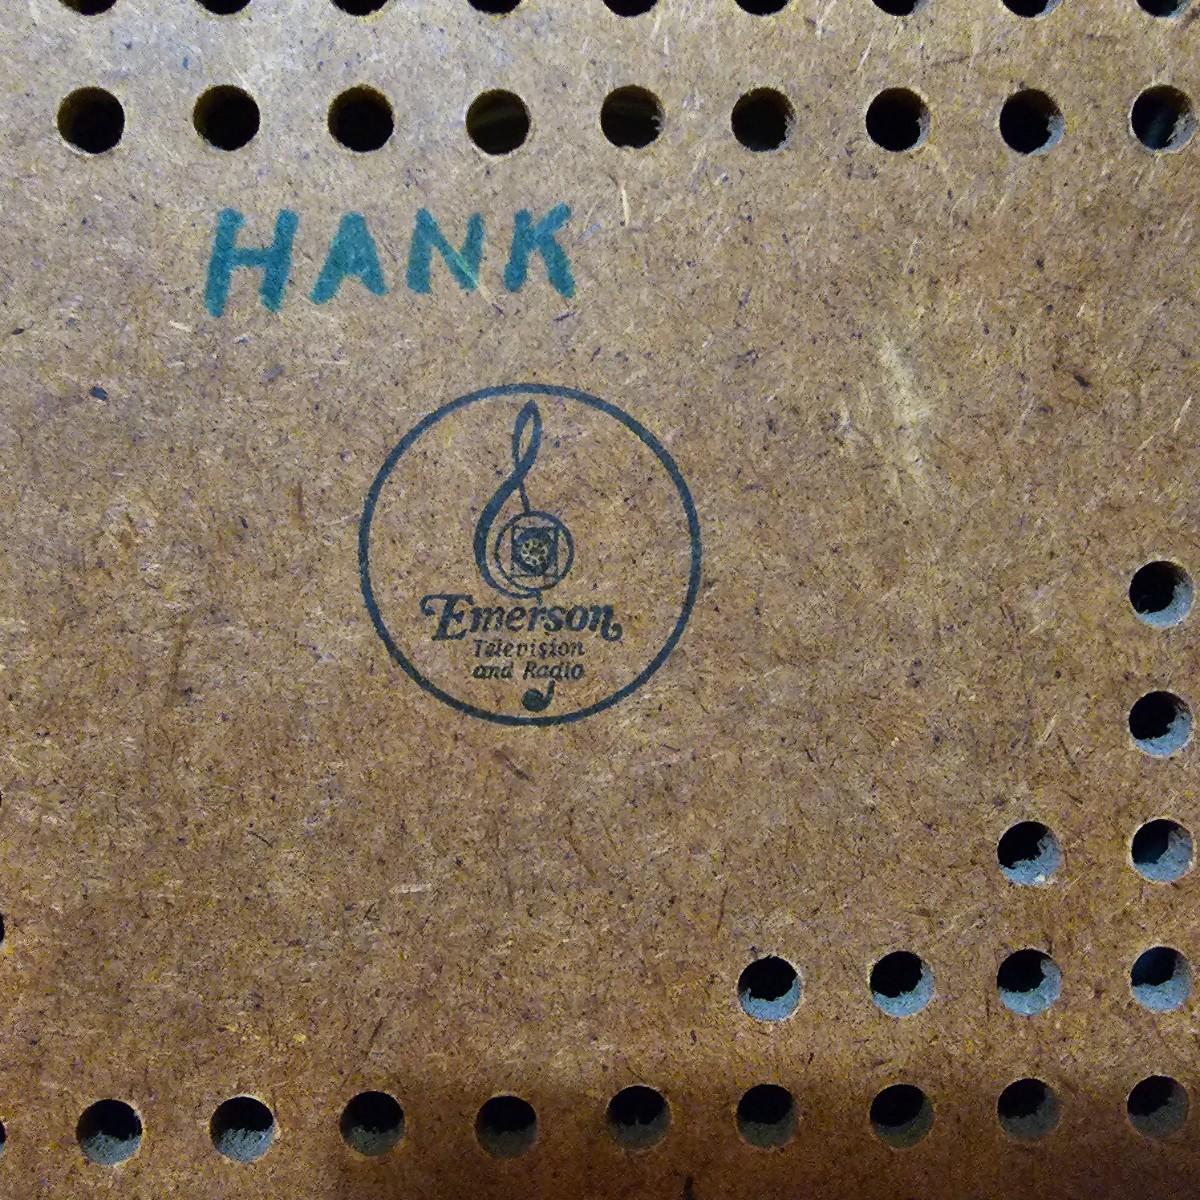 HANK
Emerson
Television
and Radio